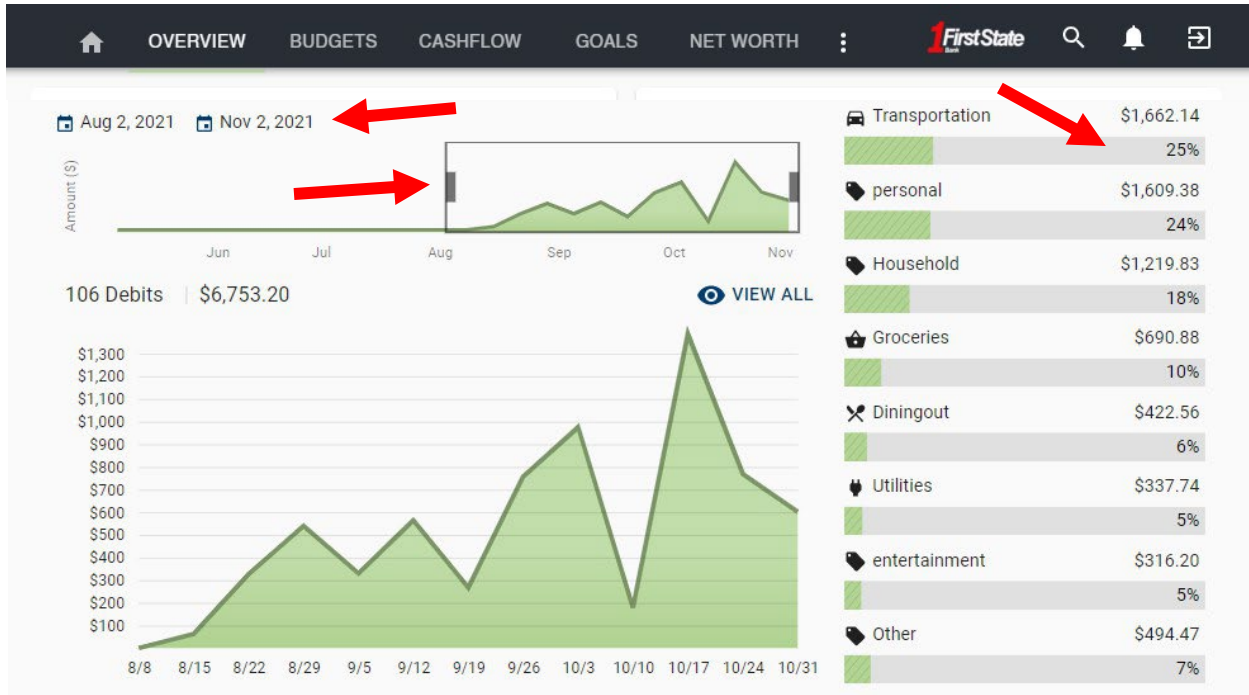 OVERVIEW BUDGETS CASHFLOW GOALS NET WORTH 1FirstState
Bank
Aug 2, 2021 Nov 2, 2021
Amount ($)
Jun Jul Aug Sep Oct Nov
106 Debits $6,753.20 VIEW ALL
$1,300
$1,200
$1,100
$1,000
$900
$800
$700
$600
$500
$400
$300
$200
$100
8/8 8/15 8/22 8/29 9/5 9/12 9/19 9/26 10/3 10/10 10/17 10/24 10/31
Transportation $1,662.14
25%
personal $1,609.38
24%
Household $1,219.83
18%
Groceries $690.88
10%
Diningout $422.56
6%
Utilities $337.74
5%
entertainment $316.20
5%
Other $494.47
7%